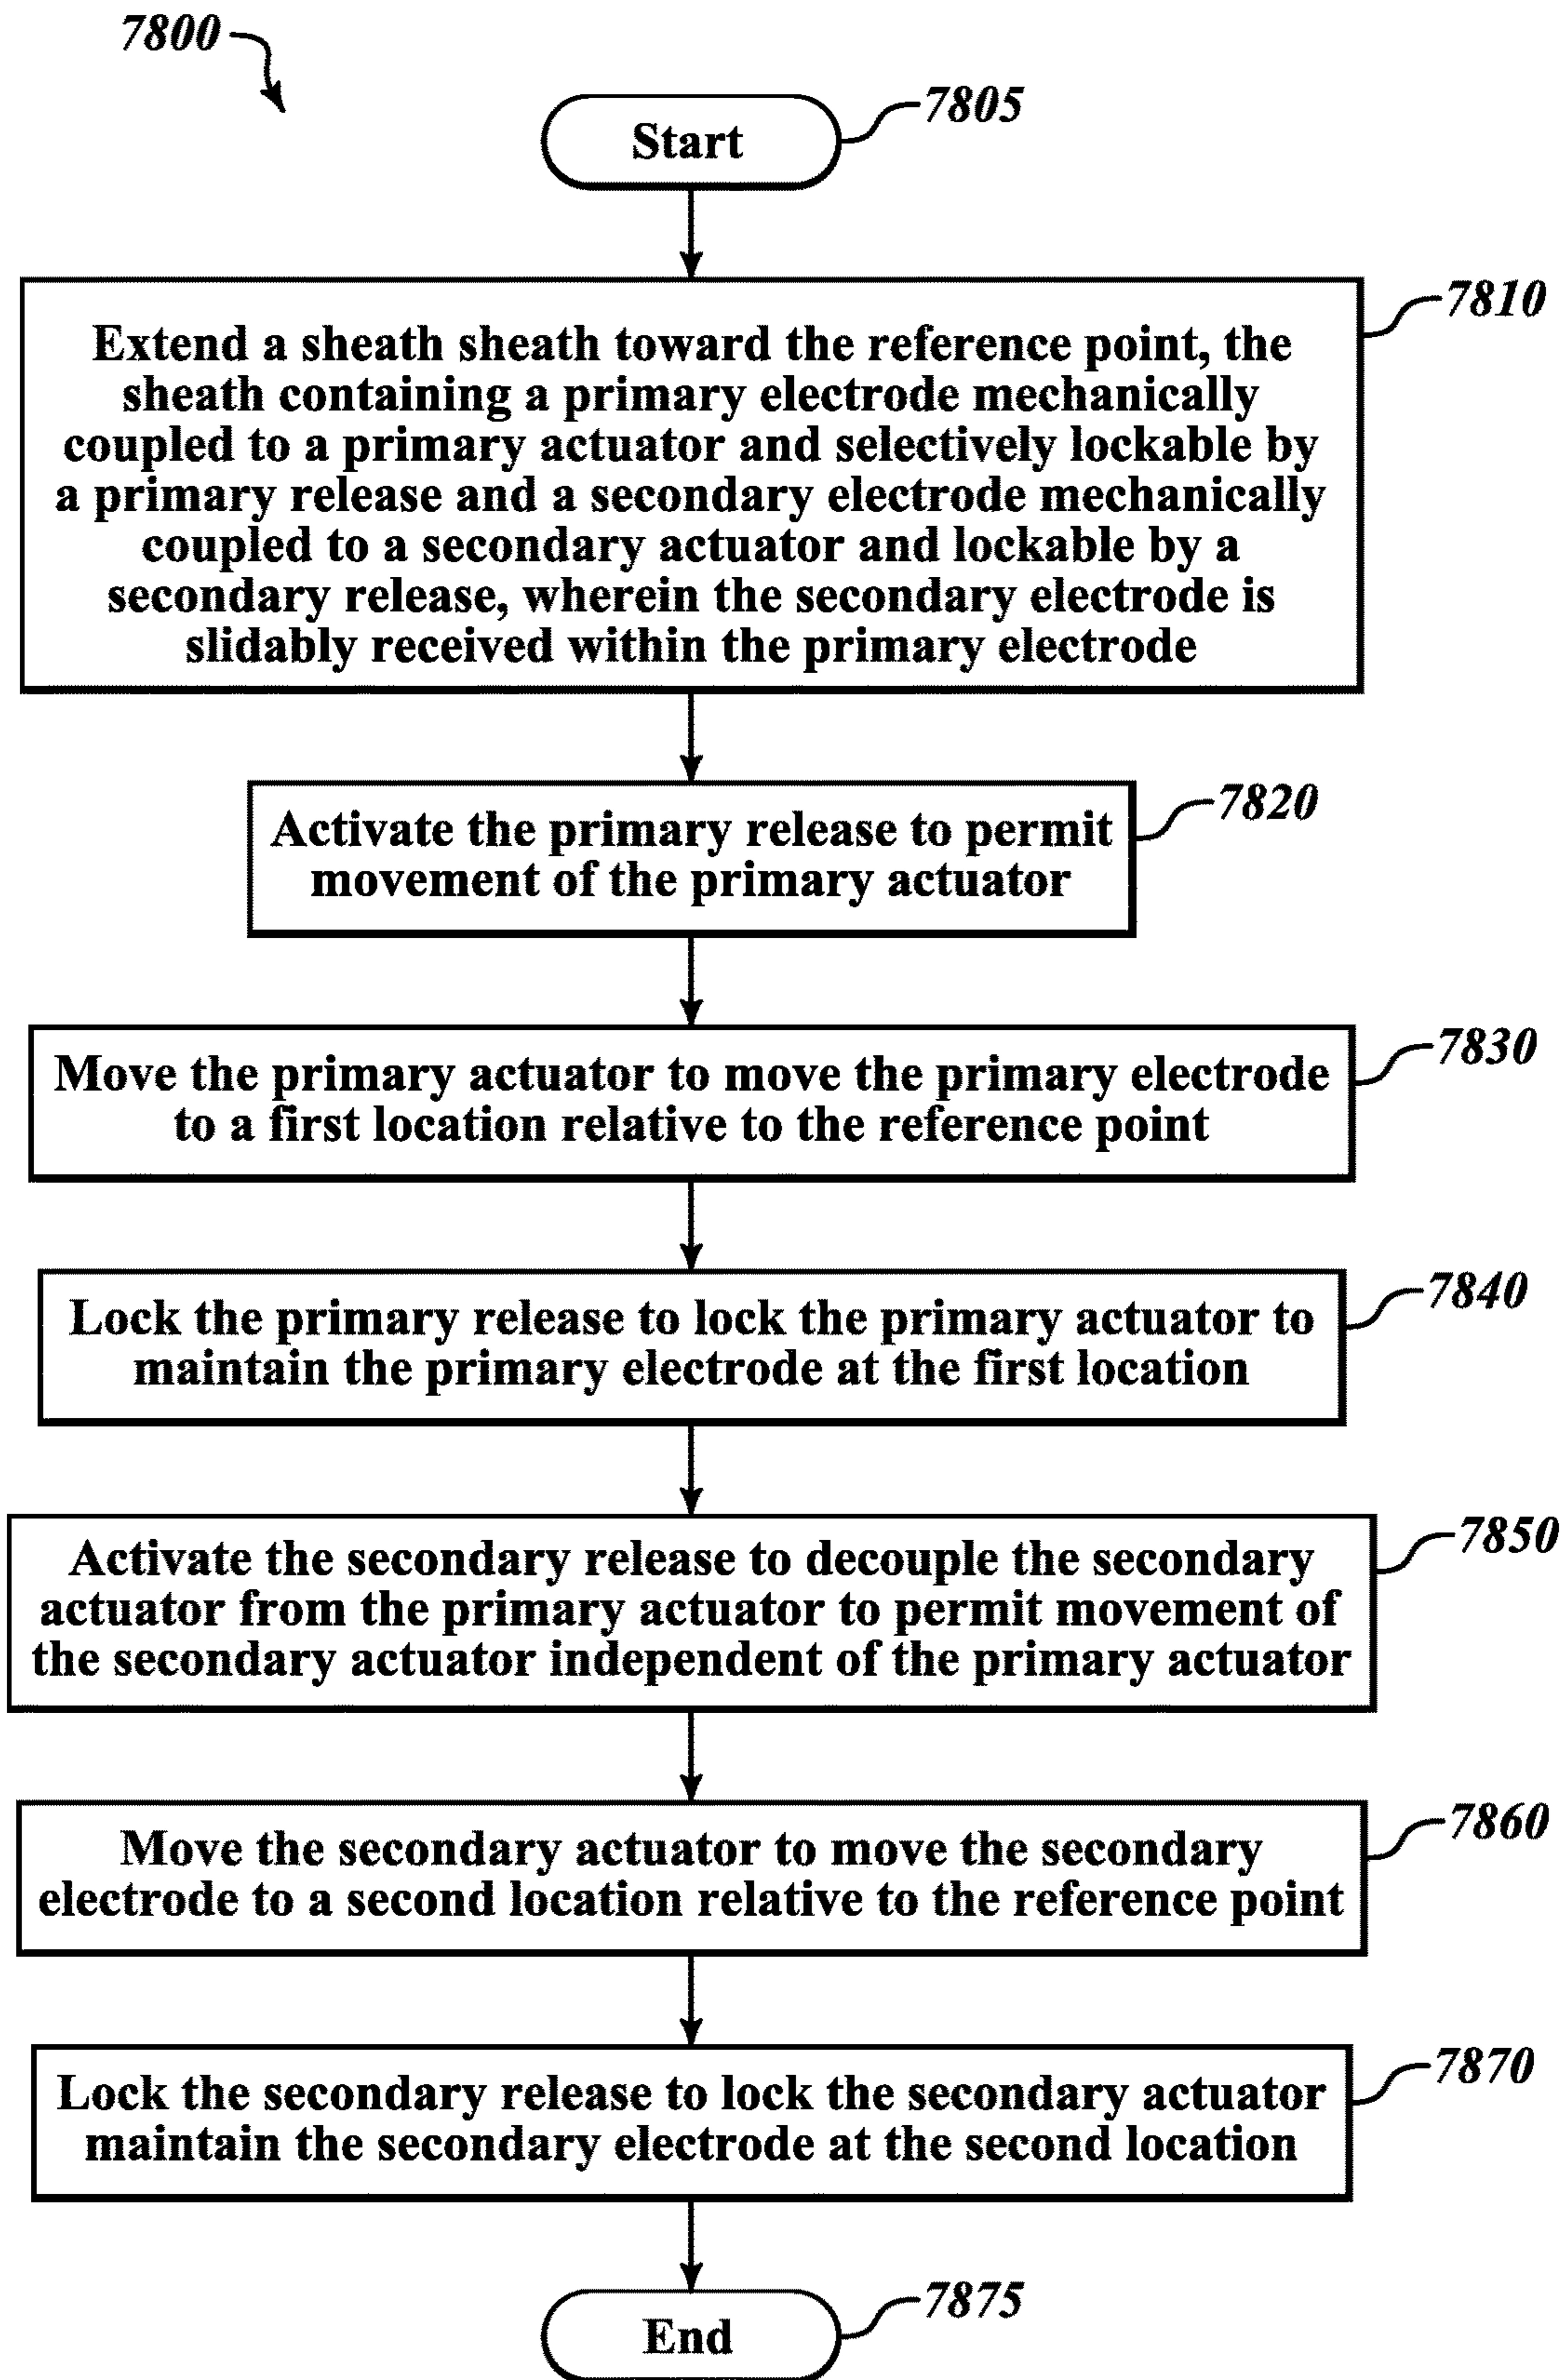 7800
Start
7805
7810
Extend a sheath sheath toward the reference point, the
sheath containing a primary electrode mechanically
coupled to a primary actuator and selectively lockable by
a primary release and a secondary electrode mechanically
coupled to a secondary actuator and lockable by a
secondary release, wherein the secondary electrode is
slidably received within the primary electrode
7820
Activate the primary release to permit
movement of the primary actuator
7830
Move the primary actuator to move the primary electrode
to a first location relative to the reference point
7840
Lock the primary release to lock the primary actuator to
maintain the primary electrode at the first location
7850
Activate the secondary release to decouple the secondary
actuator from the primary actuator to permit movement of
the secondary actuator independent of the primary actuator
7860
Move the secondary actuator to move the secondary
electrode to a second location relative to the reference point
7870
Lock the secondary release to lock the secondary actuator
maintain the secondary electrode at the second location
7875
End